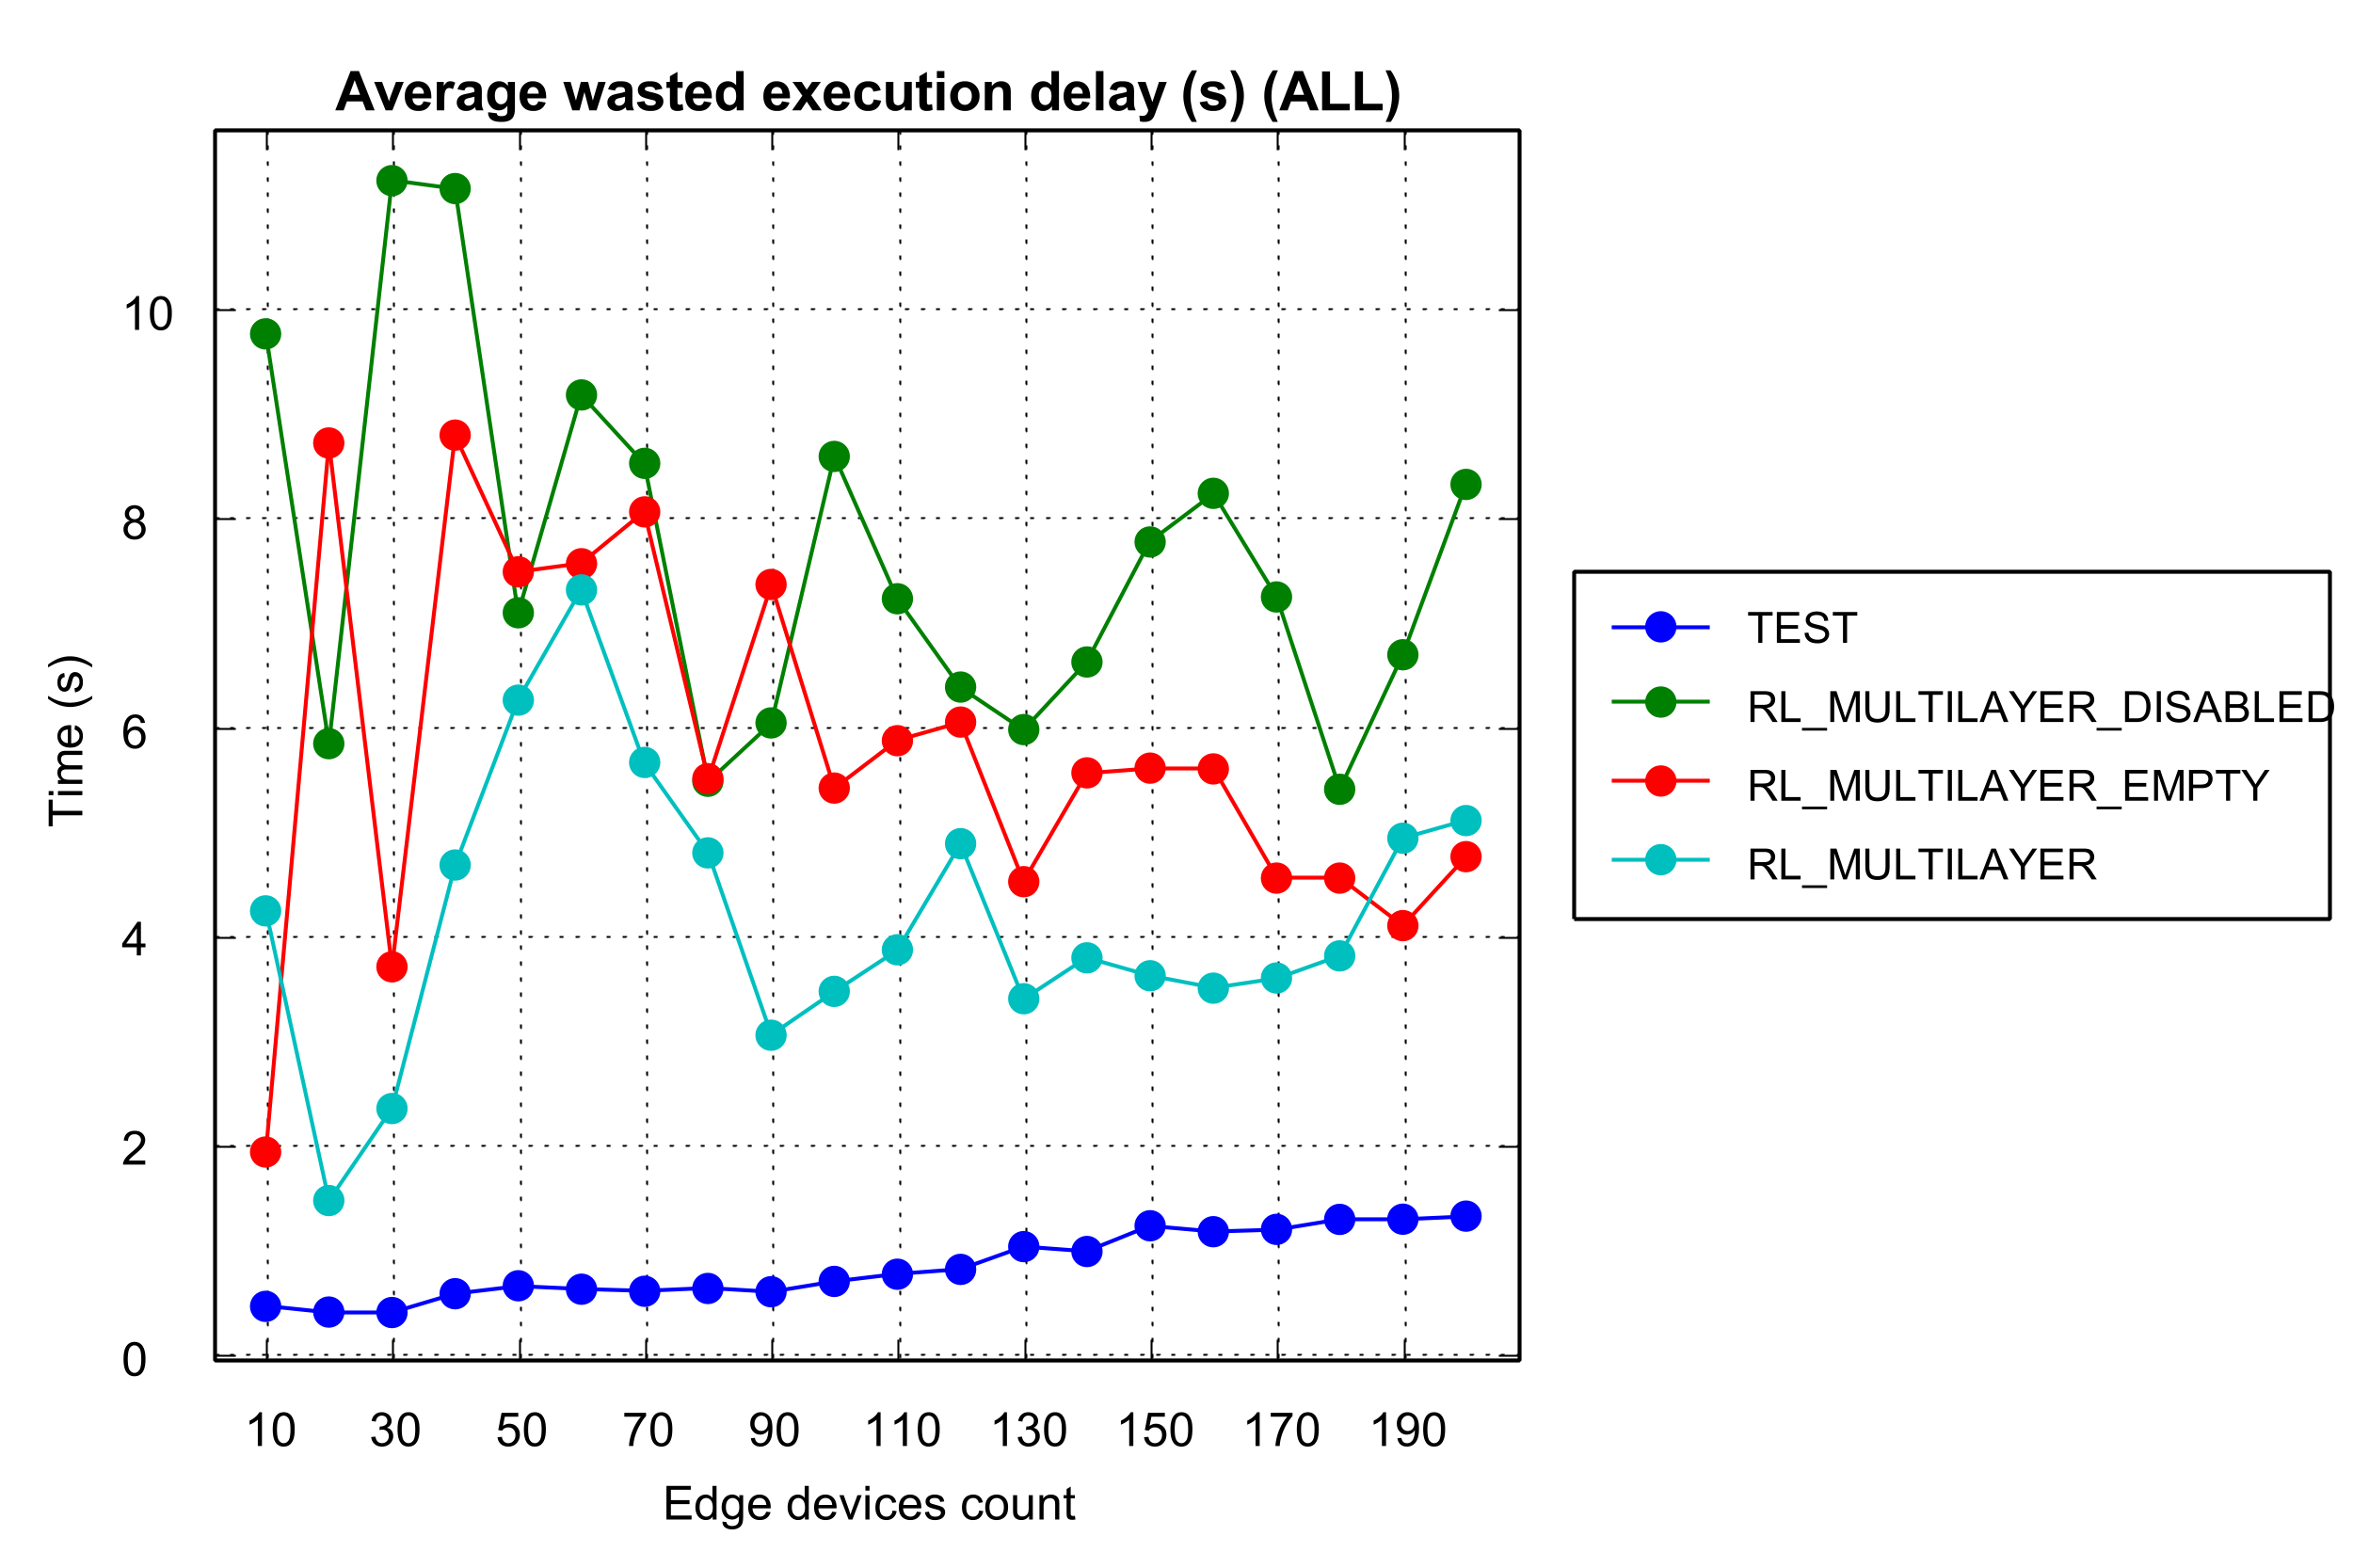 Average wasted execution delay (s) (ALL)
10
8
6
4
2
0
Time (s)
10 30 50 70 90 110 130 150 170 190
Edge devices count
TEST
RL_MULTILAYER_DISABLED
RL_MULTILAYER_EMPTY
RL_MULTILAYER